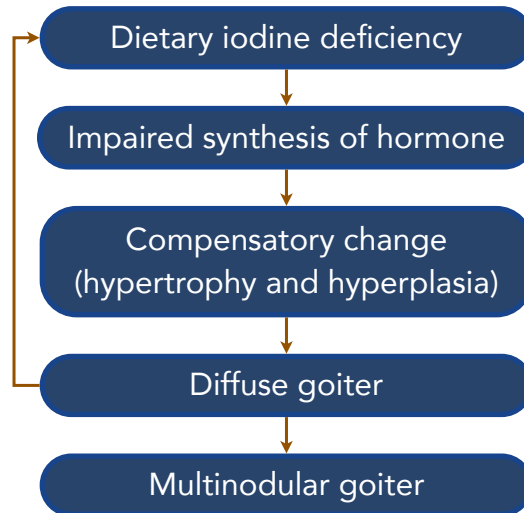 Dietary iodine deficiency
Impaired synthesis of hormone
Compensatory change
(hypertrophy and hyperplasia)
Diffuse goiter
Multinodular goiter